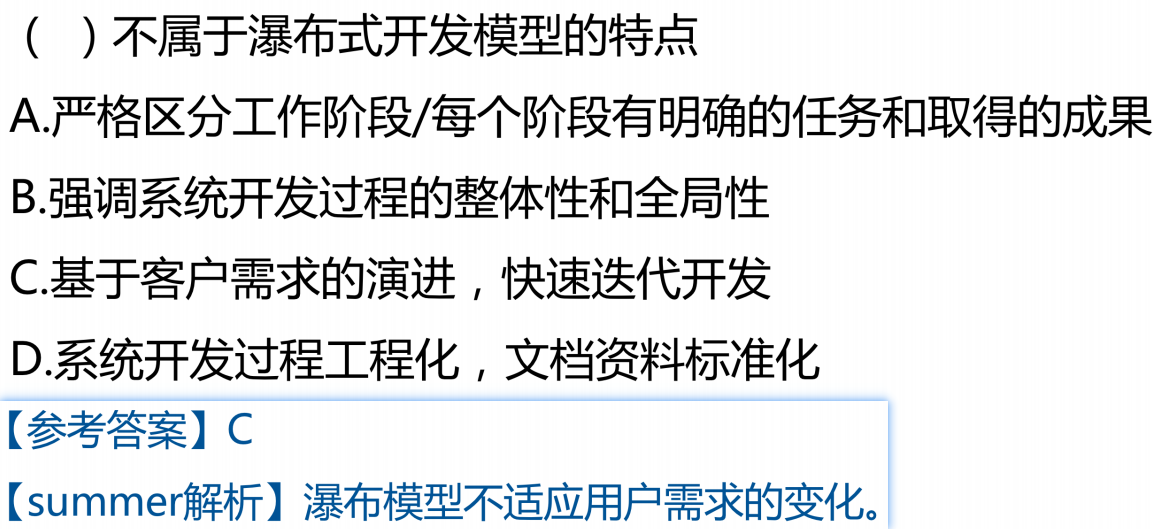 （  ）不属于瀑布式开发模型的特点
A.严格区分工作阶段/每个阶段有明确的任务和取得的成果
B.强调系统开发过程的整体性和全局性
C.基于客户需求的演进，快速迭代开发
D.系统开发过程工程化，文档资料标准化
【参考答案】C
【summer解析】瀑布模型不适应用户需求的变化。